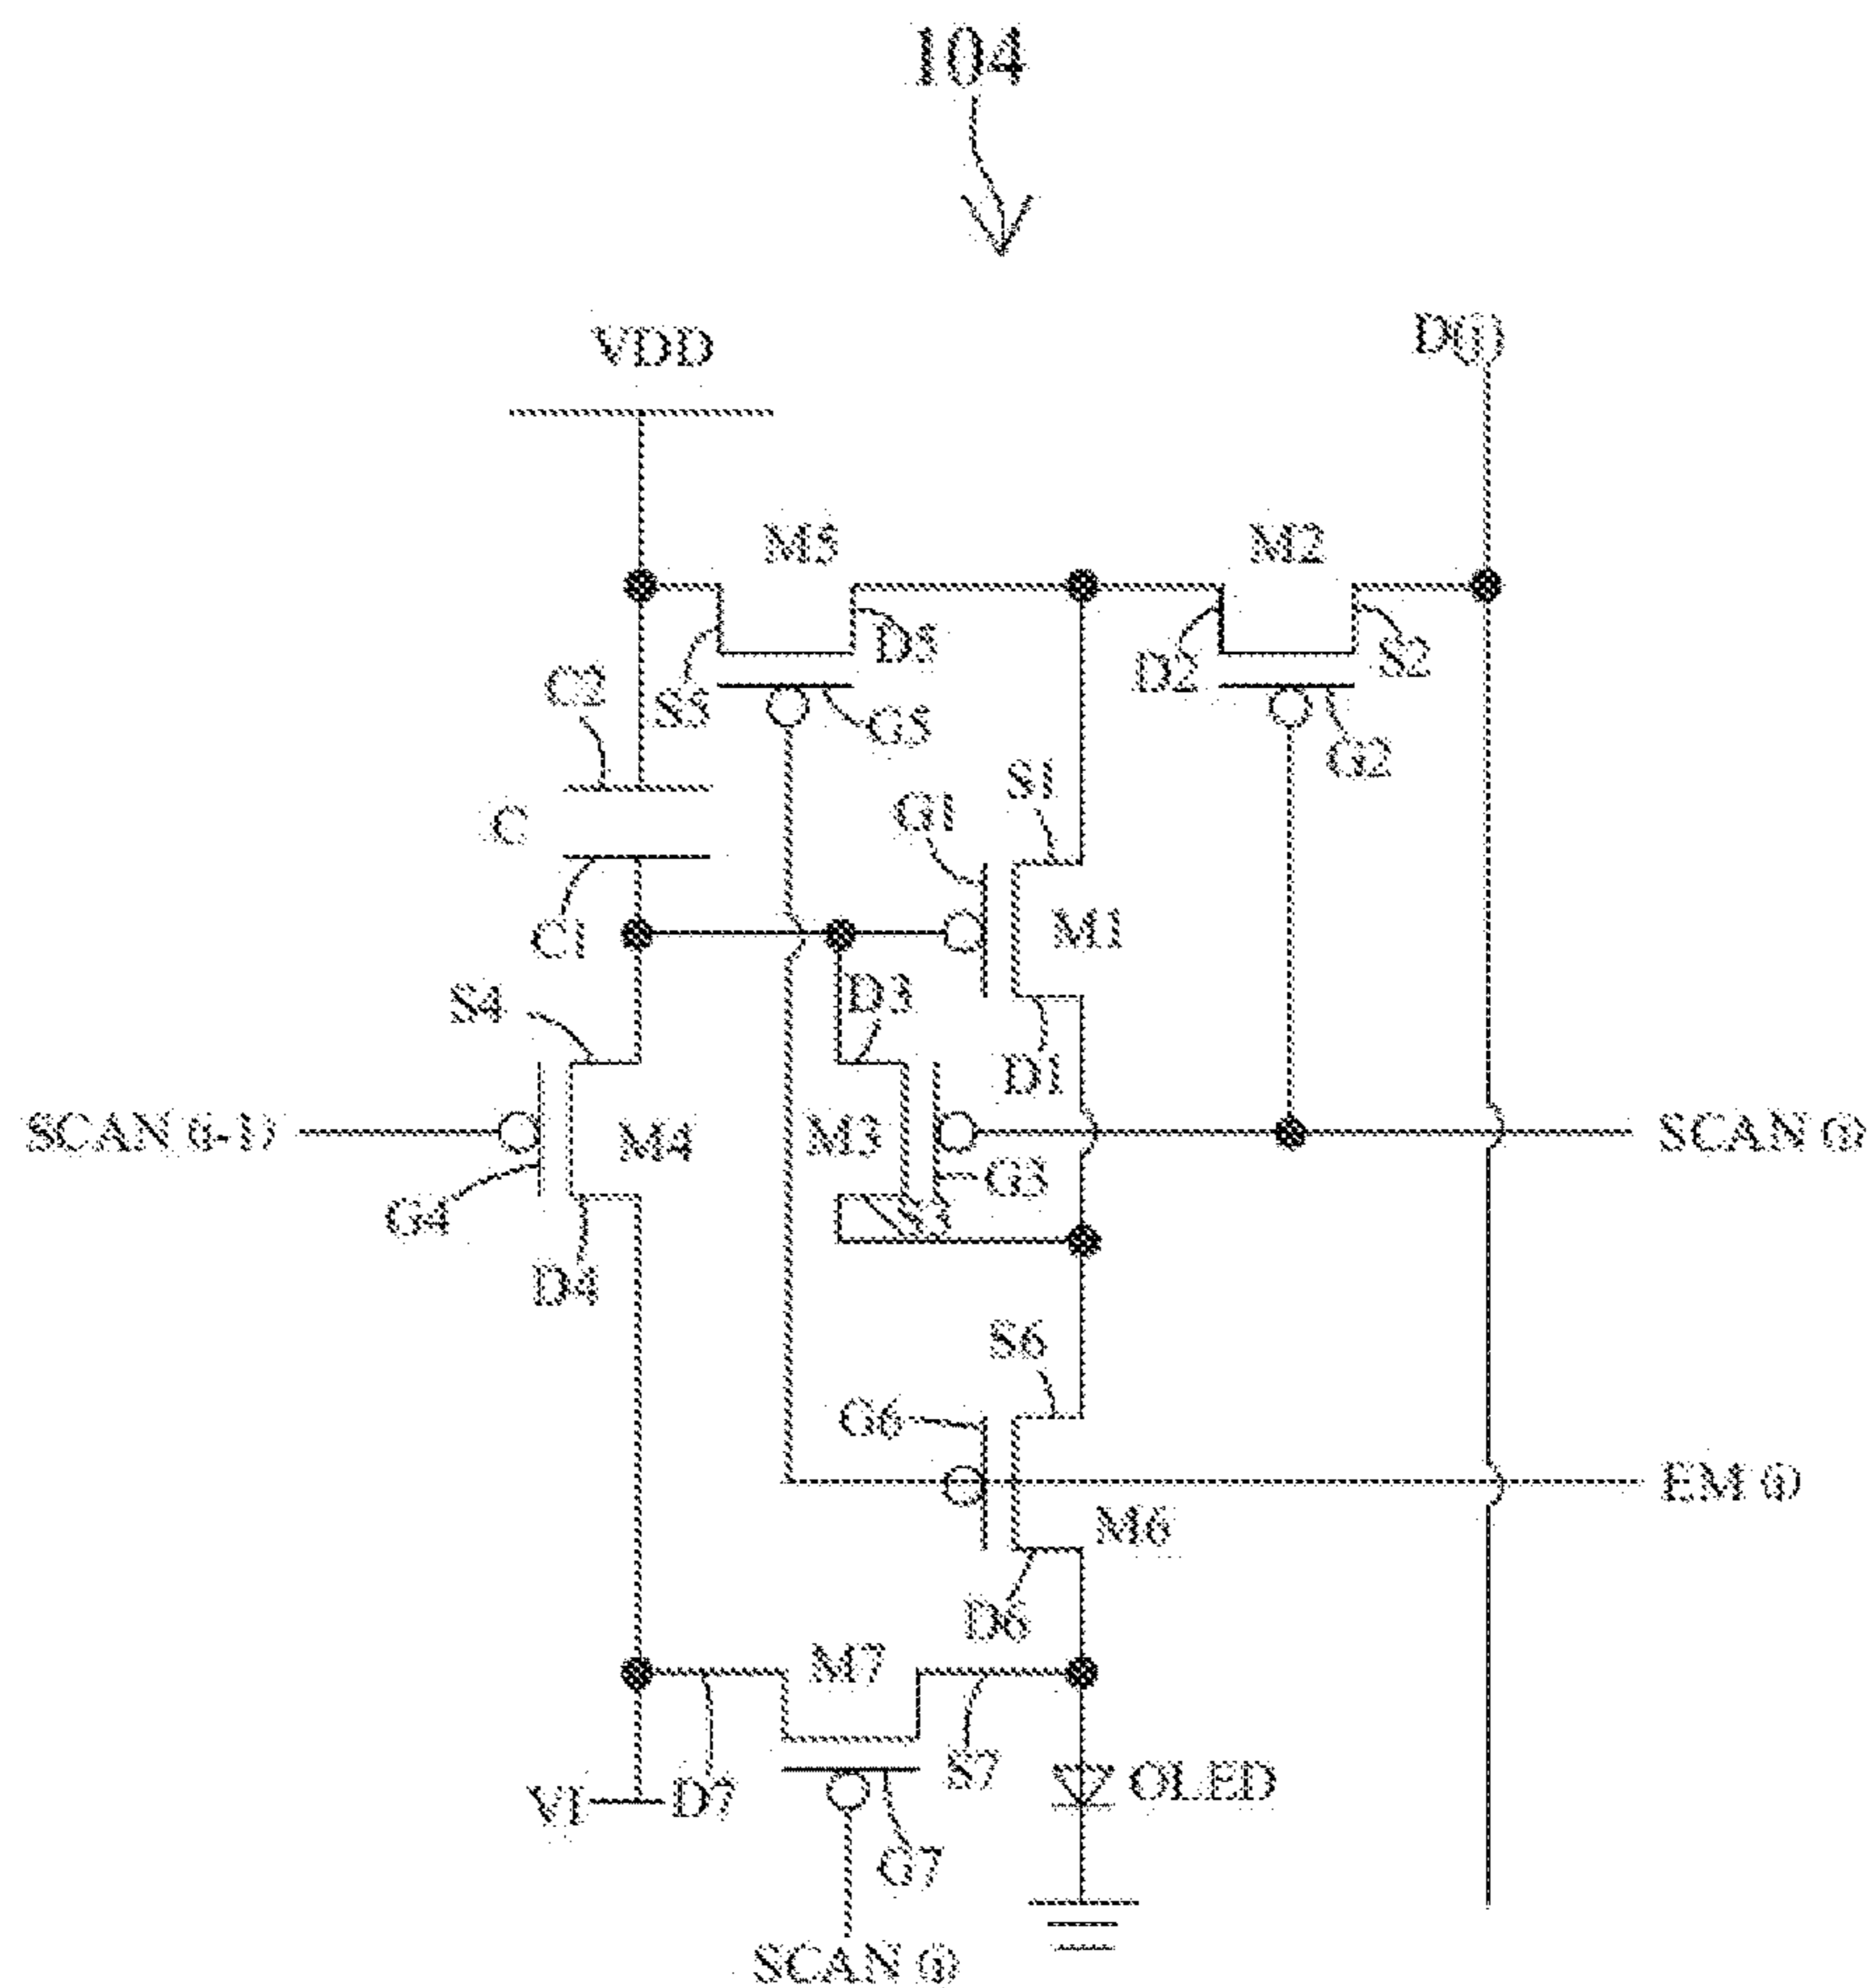 104
VDD
D(j)
M5
M2
D5
S2
D2
C2
S5
G5
G2
S1
G1
C
M1
C1
D3
S4
D1
SCAN (i-1)
M4
M3
SCAN (i)
G3
G4
S3
D4
S6
G6
EM (i)
M6
D6
M7
S7
OLED
VI
D7
G7
SCAN (i)